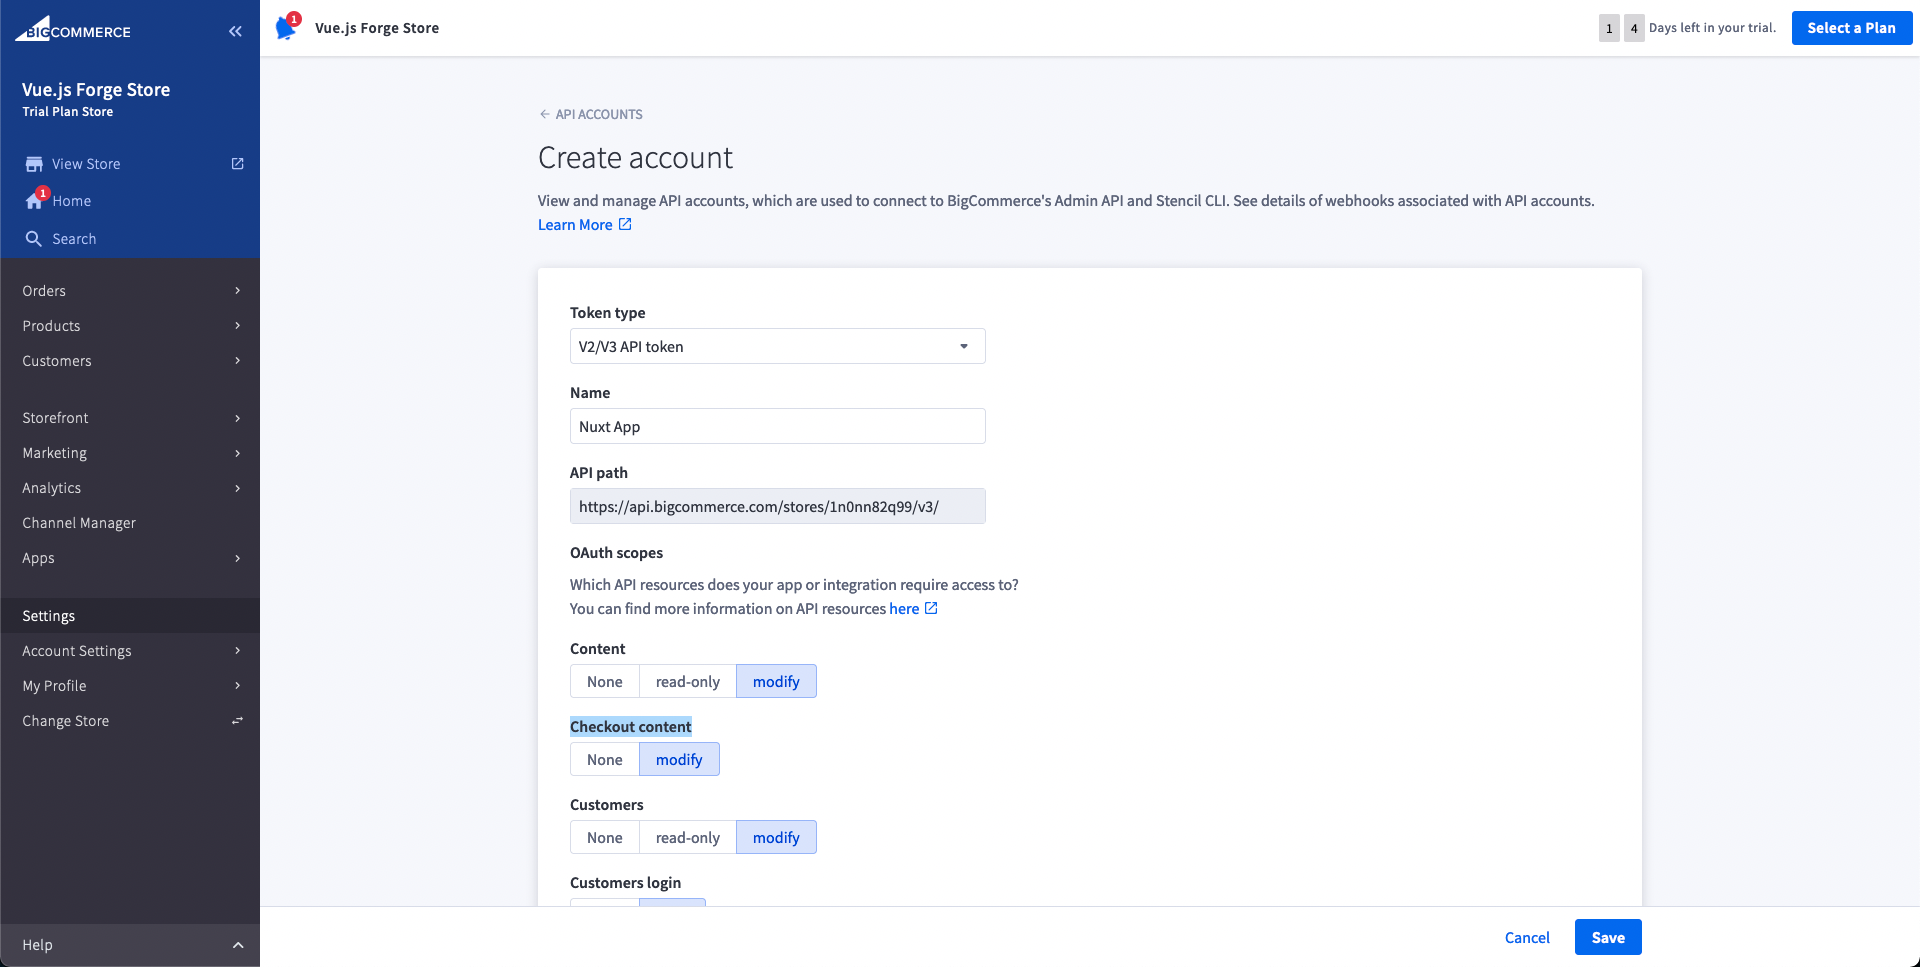 BIGCOMMERCE
Vue.js Forge Store
Trial Plan Store
View Store
1
Home
Search
Orders
Products
Customers
Storefront
Marketing
Analytics
Channel Manager
Apps
Settings
Account Settings
My Profile
Change Store
Help
1
Vue.js Forge Store
1 4 Days left in your trial.
Select a Plan
← API ACCOUNTS
Create account
View and manage API accounts, which are used to connect to BigCommerce's Admin API and Stencil CLI. See details of webhooks associated with API accounts.
Learn More
Token type
V2/V3 API token
Name
Nuxt App
API path
https://api.bigcommerce.com/stores/1n0nn82q99/v3/
OAuth scopes
Which API resources does your app or integration require access to?
You can find more information on API resources here
Content
None read-only modify
Checkout content
None modify
Customers
None read-only modify
Customers login
Cancel Save